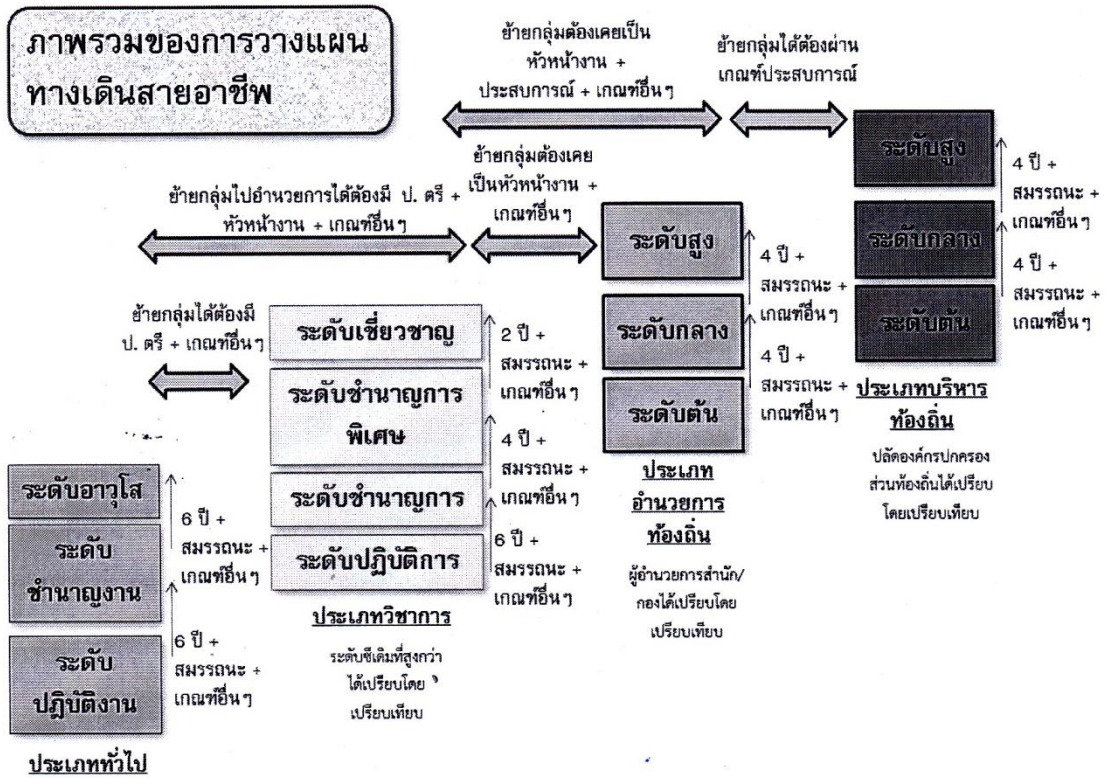 ภาพรวมของการวางแผน
ทางเดินสายอาชีพ
ย้ายกลุ่มต้องเคยเป็น
หัวหน้างาน +
ประสบการณ์ + เกณฑ์อื่นๆ
ย้ายกลุ่มได้ต้องผ่าน
เกณฑ์ประสบการณ์
ย้ายกลุ่มไปอำนวยการได้ต้องมี ป. ตรี +
หัวหน้างาน + เกณฑ์อื่นๆ
ย้ายกลุ่มต้องเคย
เป็นหัวหน้างาน +
เกณฑ์อื่นๆ
ย้ายกลุ่มได้ต้องมี
ป. ตรี + เกณฑ์อื่นๆ
ระดับอาวุโส
ระดับ
ชำนาญงาน
ระดับ
ปฎิบัติงาน
6 ปี +
สมรรถนะ +
เกณฑ์อื่นๆ
6 ปี +
สมรรถนะ +
เกณฑ์อื่นๆ
ประเภททั่วไป
ระดับเชี่ยวชาญ
ระดับชำนาญการ
พิเศษ
ระดับชำนาญการ
ระดับปฏิบัติการ
2 ปี +
สมรรถนะ +
เกณฑ์อื่นๆ
4 ปี +
สมรรถนะ +
เกณฑ์อื่นๆ
6 ปี +
สมรรถนะ +
เกณฑ์อื่นๆ
ประเภทวิชาการ
ระดับซีเดิมที่สูงกว่า
ได้เปรียบโดย
เปรียบเทียบ
ระดับสูง
ระดับกลาง
ระดับต้น
4 ปี +
สมรรถนะ +
เกณฑ์อื่นๆ
4 ปี +
สมรรถนะ +
เกณฑ์อื่นๆ
ประเภท
อำนวยการ
ท้องถิ่น
ผู้อำนวยการสำนัก/
กองได้เปรียบโดย
เปรียบเทียบ
ระดับสูง
ระดับกลาง
ระดับต้น
4 ปี +
สมรรถนะ +
เกณฑ์อื่นๆ
4 ปี +
สมรรถนะ +
เกณฑ์อื่นๆ
ประเภทบริหาร
ท้องถิ่น
ปลัดองค์กรปกครอง
ส่วนท้องถิ่นได้เปรียบ
โดยเปรียบเทียบ